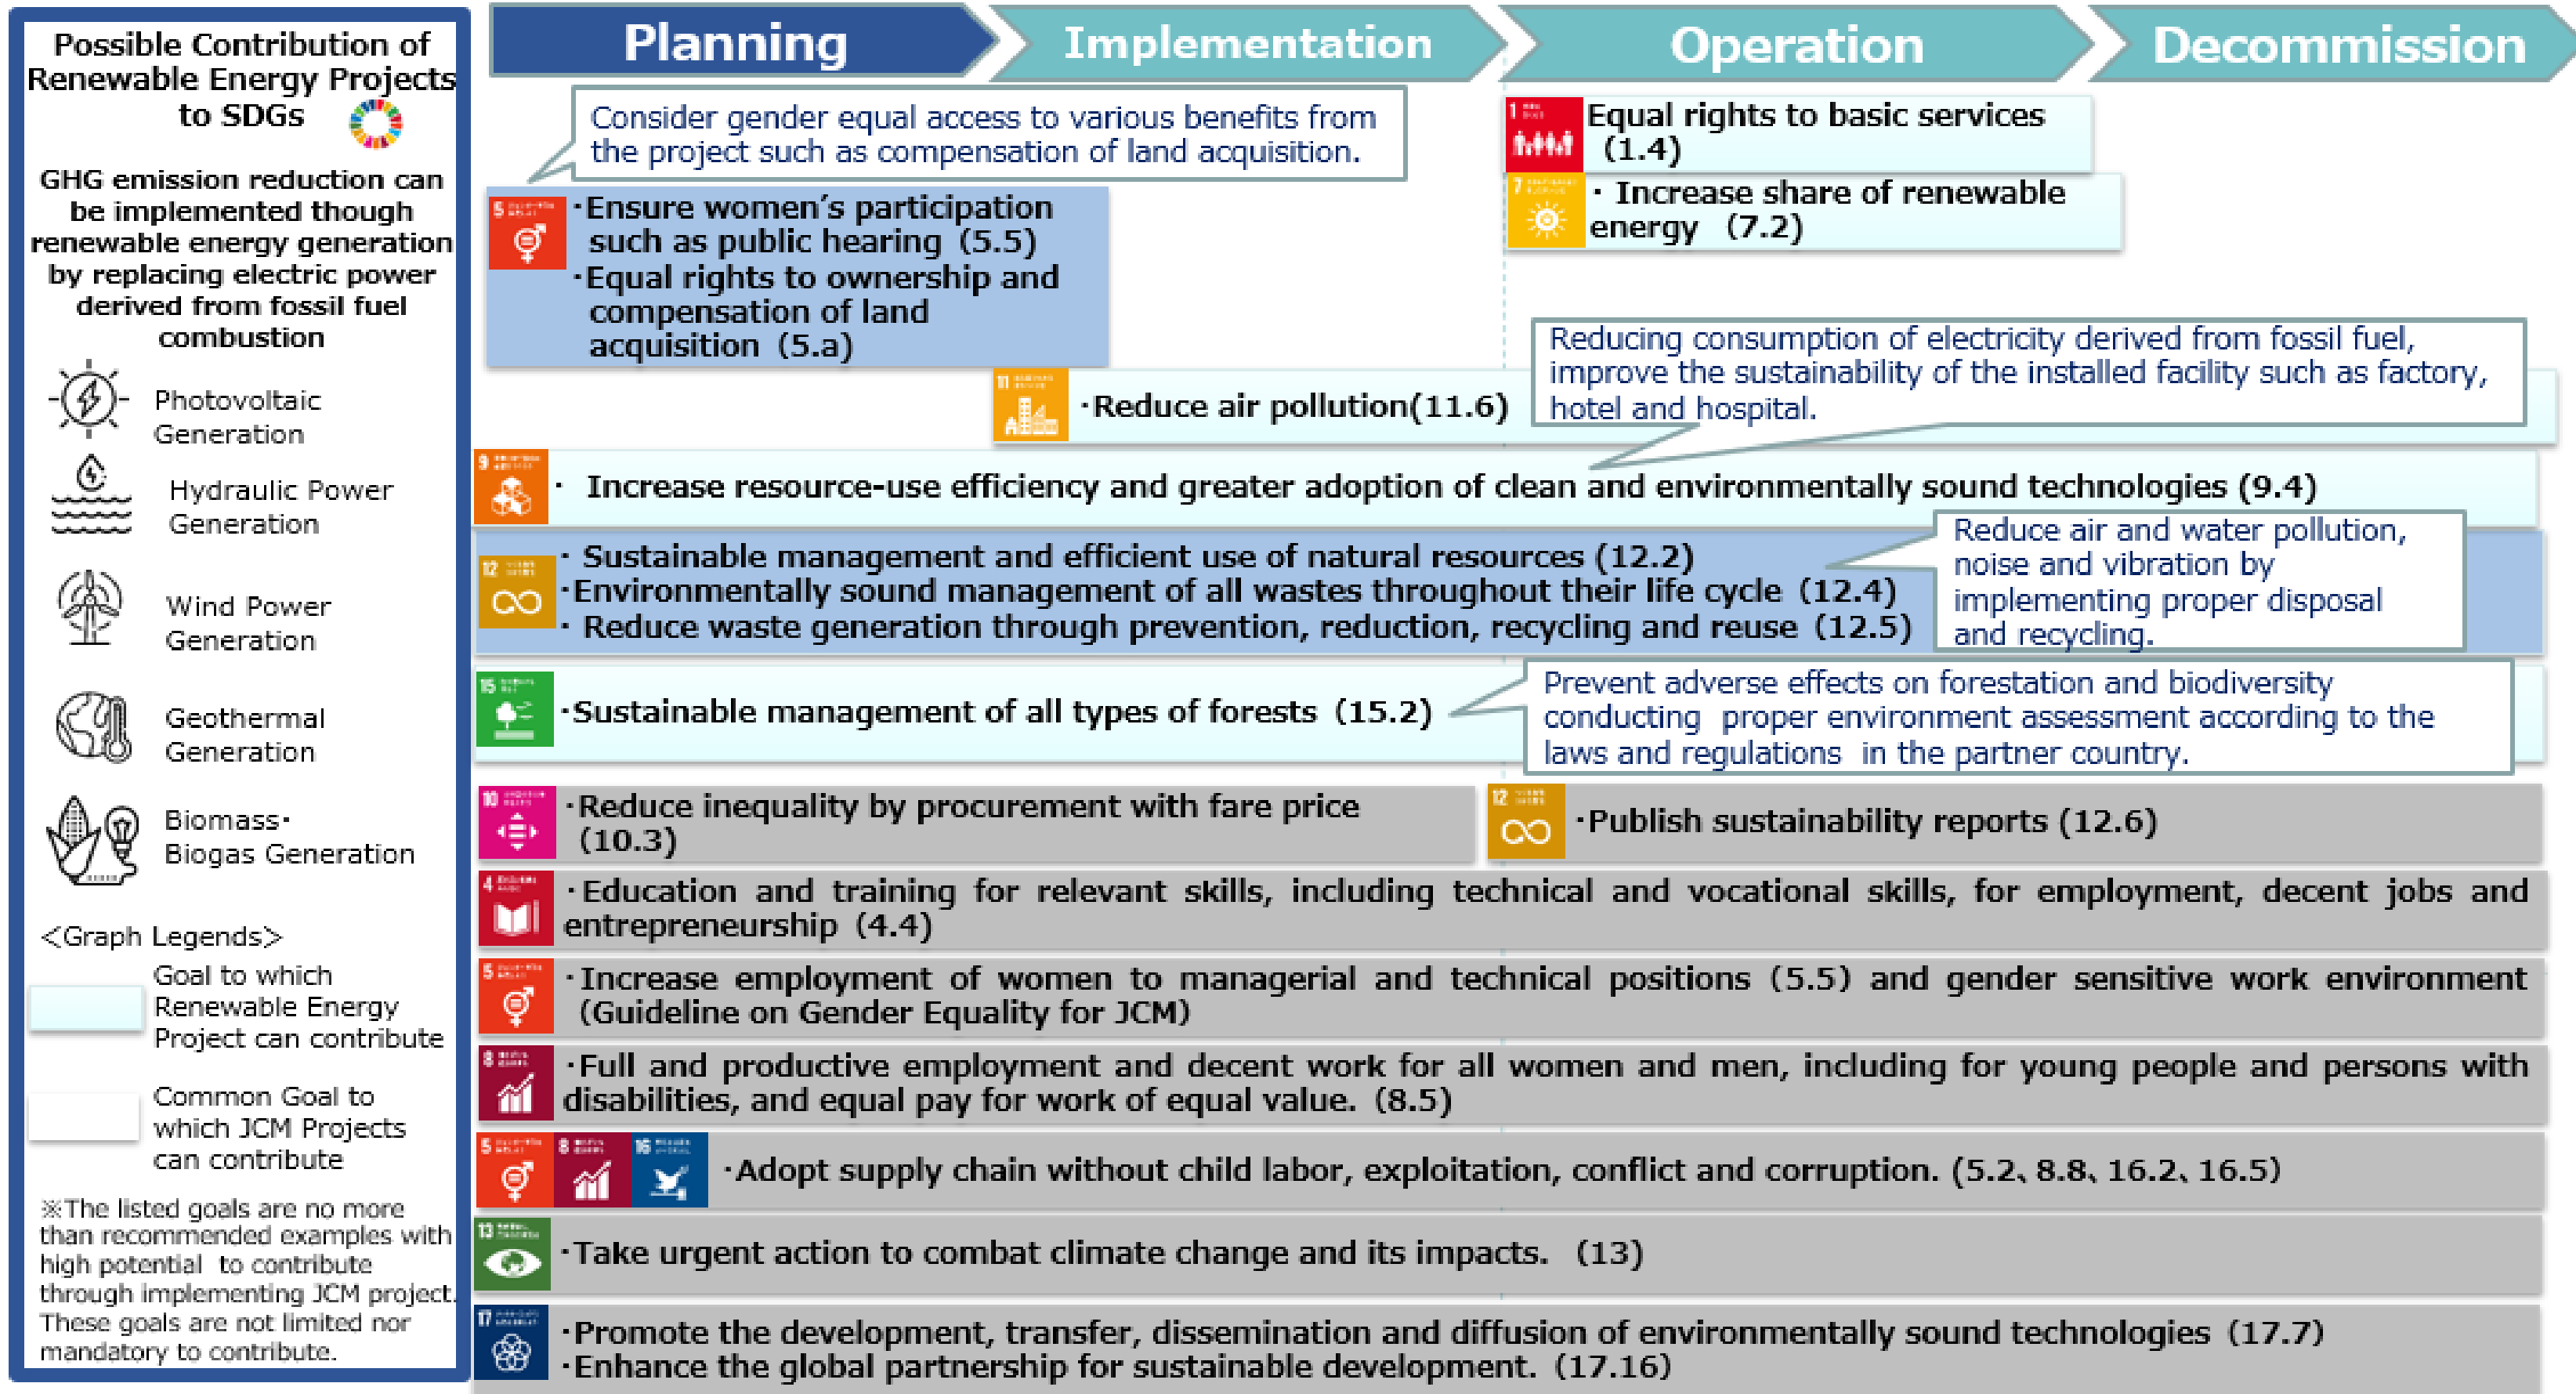 Possible Contribution of
Renewable Energy Projects
to SDGs
GHG emission reduction can
be implemented though
renewable energy generation
by replacing electric power
derived from fossil fuel
combustion
Photovoltaic
Generation
Hydraulic Power
Generation
Wind Power
Generation
Geothermal
Generation
Biomass・
Biogas Generation
<Graph Legends>
Goal to which
Renewable Energy
Project can contribute
Common Goal to
which JCM Projects
can contribute
※The listed goals are no more
than recommended examples with
high potential to contribute
through implementing JCM project.
These goals are not limited nor
mandatory to contribute.
Planning
Implementation
Operation
Decommission
Consider gender equal access to various benefits from
the project such as compensation of land acquisition.
1
Equal rights to basic services
(1.4)
7
・Increase share of renewable
energy (7.2)
5
・Ensure women's participation
such as public hearing (5.5)
・Equal rights to ownership and
compensation of land
acquisition (5.a)
Reducing consumption of electricity derived from fossil fuel,
improve the sustainability of the installed facility such as factory,
hotel and hospital.
11
・Reduce air pollution(11.6)
9
・ Increase resource-use efficiency and greater adoption of clean and environmentally sound technologies (9.4)
12
・ Sustainable management and efficient use of natural resources (12.2)
・Environmentally sound management of all wastes throughout their life cycle (12.4)
・ Reduce waste generation through prevention, reduction, recycling and reuse (12.5)
Reduce air and water pollution,
noise and vibration by
implementing proper disposal
and recycling.
15
・Sustainable management of all types of forests (15.2)
Prevent adverse effects on forestation and biodiversity
conducting proper environment assessment according to the
laws and regulations in the partner country.
10
・Reduce inequality by procurement with fare price
(10.3)
12
・Publish sustainability reports (12.6)
4
・Education and training for relevant skills, including technical and vocational skills, for employment, decent jobs and
entrepreneurship (4.4)
5
・Increase employment of women to managerial and technical positions (5.5) and gender sensitive work environment
(Guideline on Gender Equality for JCM)
8
・Full and productive employment and decent work for all women and men, including for young people and persons with
disabilities, and equal pay for work of equal value. (8.5)
5 8 16
・Adopt supply chain without child labor, exploitation, conflict and corruption. (5.2、8.8、16.2、16.5)
13
・Take urgent action to combat climate change and its impacts. (13)
17
・Promote the development, transfer, dissemination and diffusion of environmentally sound technologies (17.7)
・Enhance the global partnership for sustainable development. (17.16)